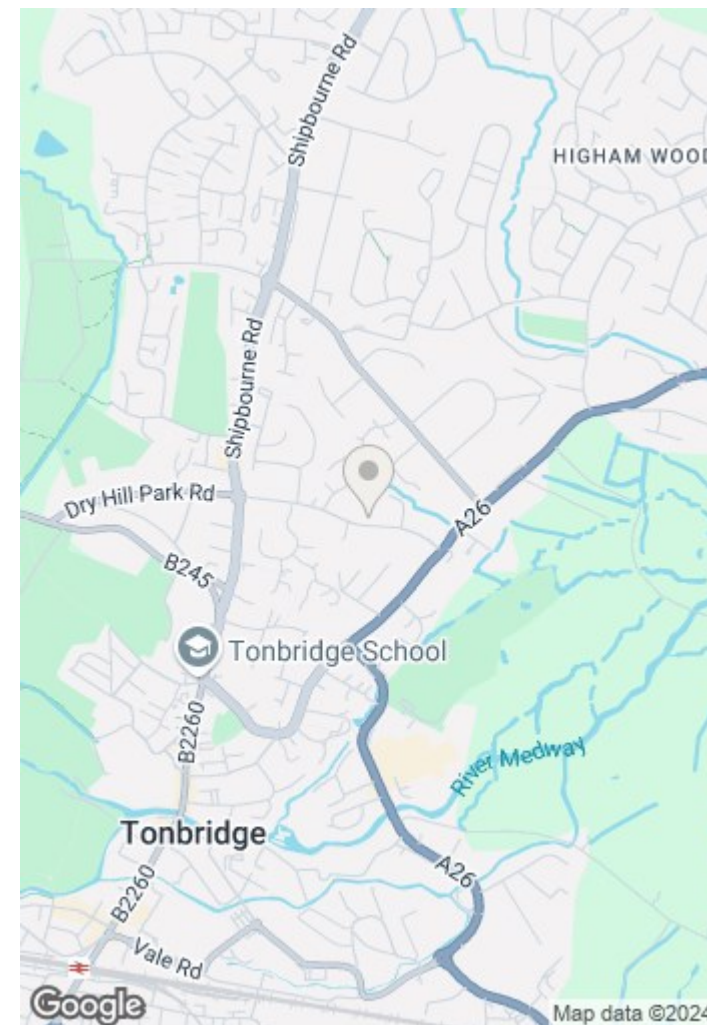 Shipbourne Rd
HIGHAM WOOD
Shipbourne Rd
Dry Hill Park Rd
A26
B245
Tonbridge School
B2260
River Medway
Tonbridge
A26
B2260
Vale Rd
Google
Map data ©2024